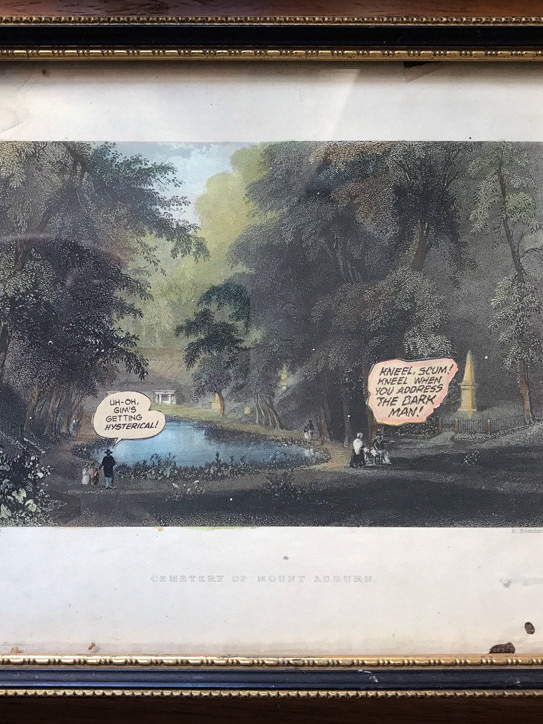 KNEEL, SCUM!
KNEEL WHEN
YOU ADDRESS
THE DARK
MAN!
UH-OH,
GIM'S
GETTING
HYSTERICAL!
CEMETERY OF MOUNT AUBURN.